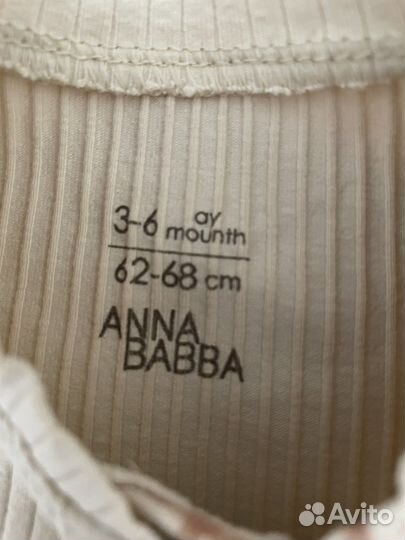 3-6 ay
mounth
62-68 cm
ANNA
BABBA
Avito